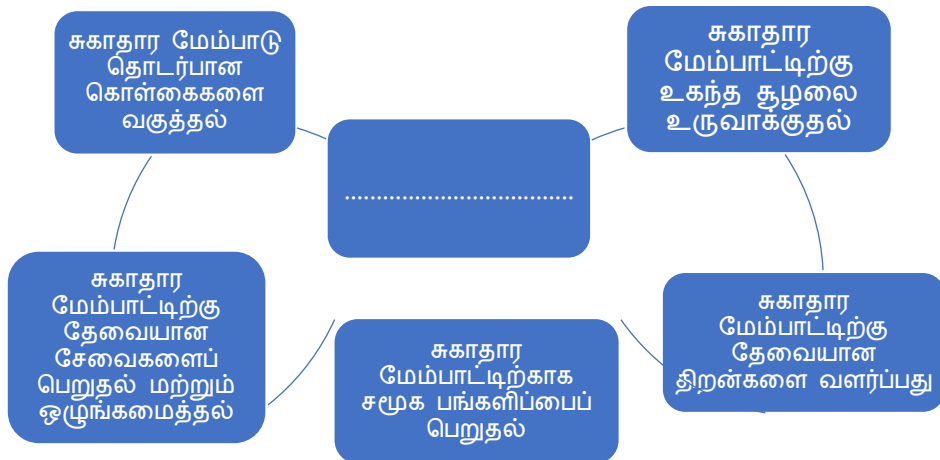 சுகாதார மேம்பாடு
தொடர்பான
கொள்கைகளை
வகுத்தல்
சுகாதார
மேம்பாட்டிற்கு
உகந்த சூழலை
உருவாக்குதல்
....................................
சுகாதார
மேம்பாட்டிற்கு
தேவையான
சேவைகளைப்
பெறுதல் மற்றும்
ஒழுங்கமைத்தல்
சுகாதார
மேம்பாட்டிற்காக
சமூக பங்களிப்பைப்
பெறுதல்
சுகாதார
மேம்பாட்டிற்கு
தேவையான
திறன்களை வளர்ப்பது